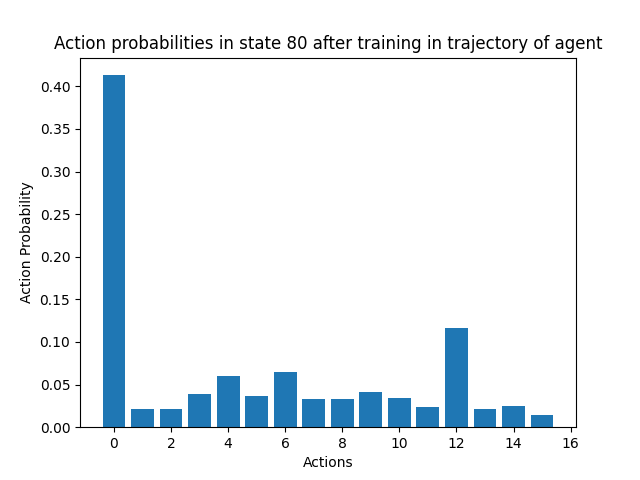 Action probabilities in state 80 after training in trajectory of agent
0.40
0.35
0.30
0.25
0.20
0.15
0.10
0.05
0.00
Action Probability
0 2 4 6 8 10 12 14 16
Actions